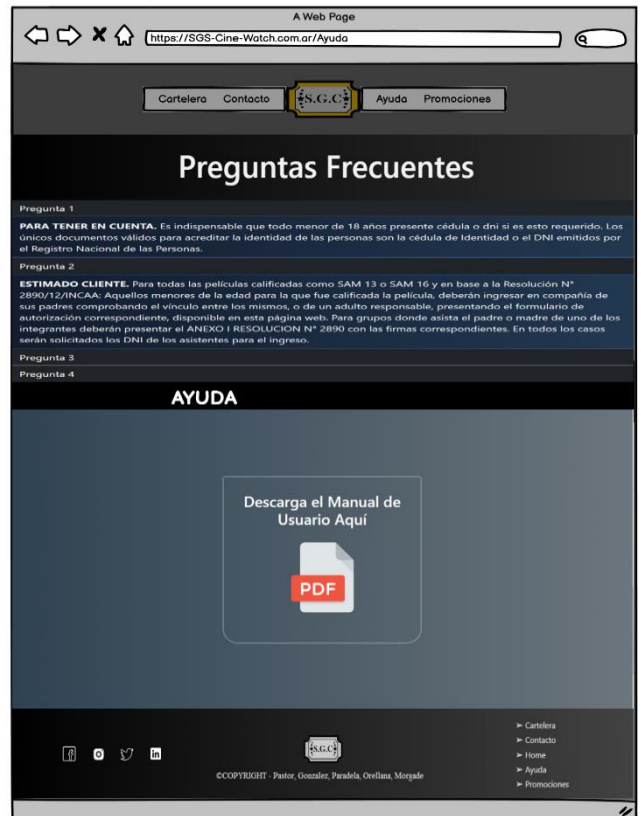 A Web Page
https://SGS-Cine-Watch.com.ar/Ayuda
Cartelera Contacto S.G.C Ayuda Promociones
Preguntas Frecuentes
Pregunta 1
PARA TENER EN CUENTA. Es indispensable que todo menor de 18 años presente cédula o dni si es esto requerido. Los
únicos documentos válidos para acreditar la identidad de las personas son la cédula de Identidad o el DNI emitidos por
el Registro Nacional de las Personas.
Pregunta 2
ESTIMADO CLIENTE. Para todas las películas calificadas como SAM 13 o SAM 16 y en base a la Resolución N°
2890/12/INCAA: Aquellos menores de la edad para la que fue calificada la película, deberán ingresar en compañía de
sus padres comprobando el vínculo entre los mismos, o de un adulto responsable, presentando el formulario de
autorización correspondiente, disponible en esta página web. Para grupos donde asista el padre o madre de uno de los
integrantes deberán presentar el ANEXO I RESOLUCION N° 2890 con las firmas correspondientes. En todos los casos
serán solicitados los DNI de los asistentes para el ingreso.
Pregunta 3
Pregunta 4
AYUDA
Descarga el Manual de
Usuario Aquí
PDF
S.G.C
©COPYRIGHT - Pastor, Gonzalez, Paradela, Orellana, Morgade
➢ Cartelera
➢ Contacto
➢ Home
➢ Ayuda
➢ Promociones